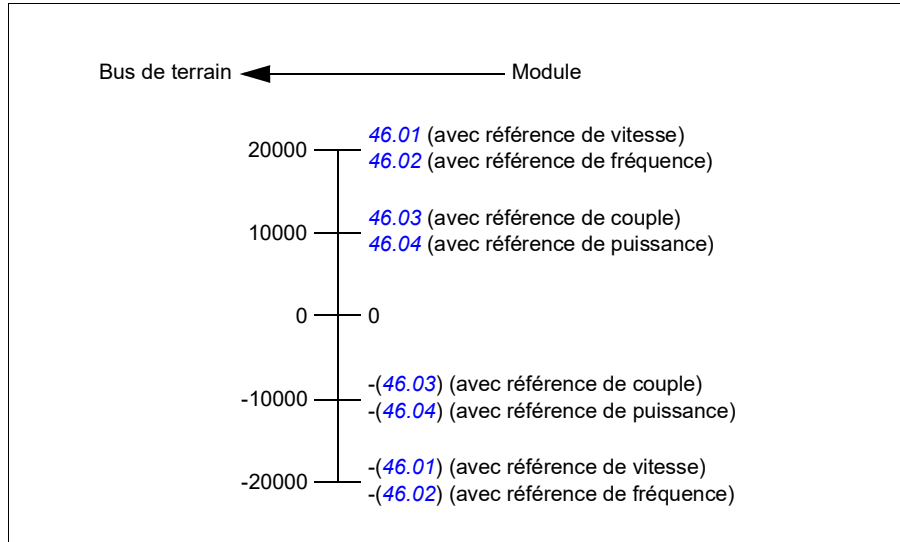 Bus de terrain Module
46.01 (avec référence de vitesse)
20000
46.02 (avec référence de fréquence)
46.03 (avec référence de couple)
10000
46.04 (avec référence de puissance)
0 0
-(46.03) (avec référence de couple)
-10000
-(46.04) (avec référence de puissance)
-(46.01) (avec référence de vitesse)
-20000
-(46.02) (avec référence de fréquence)